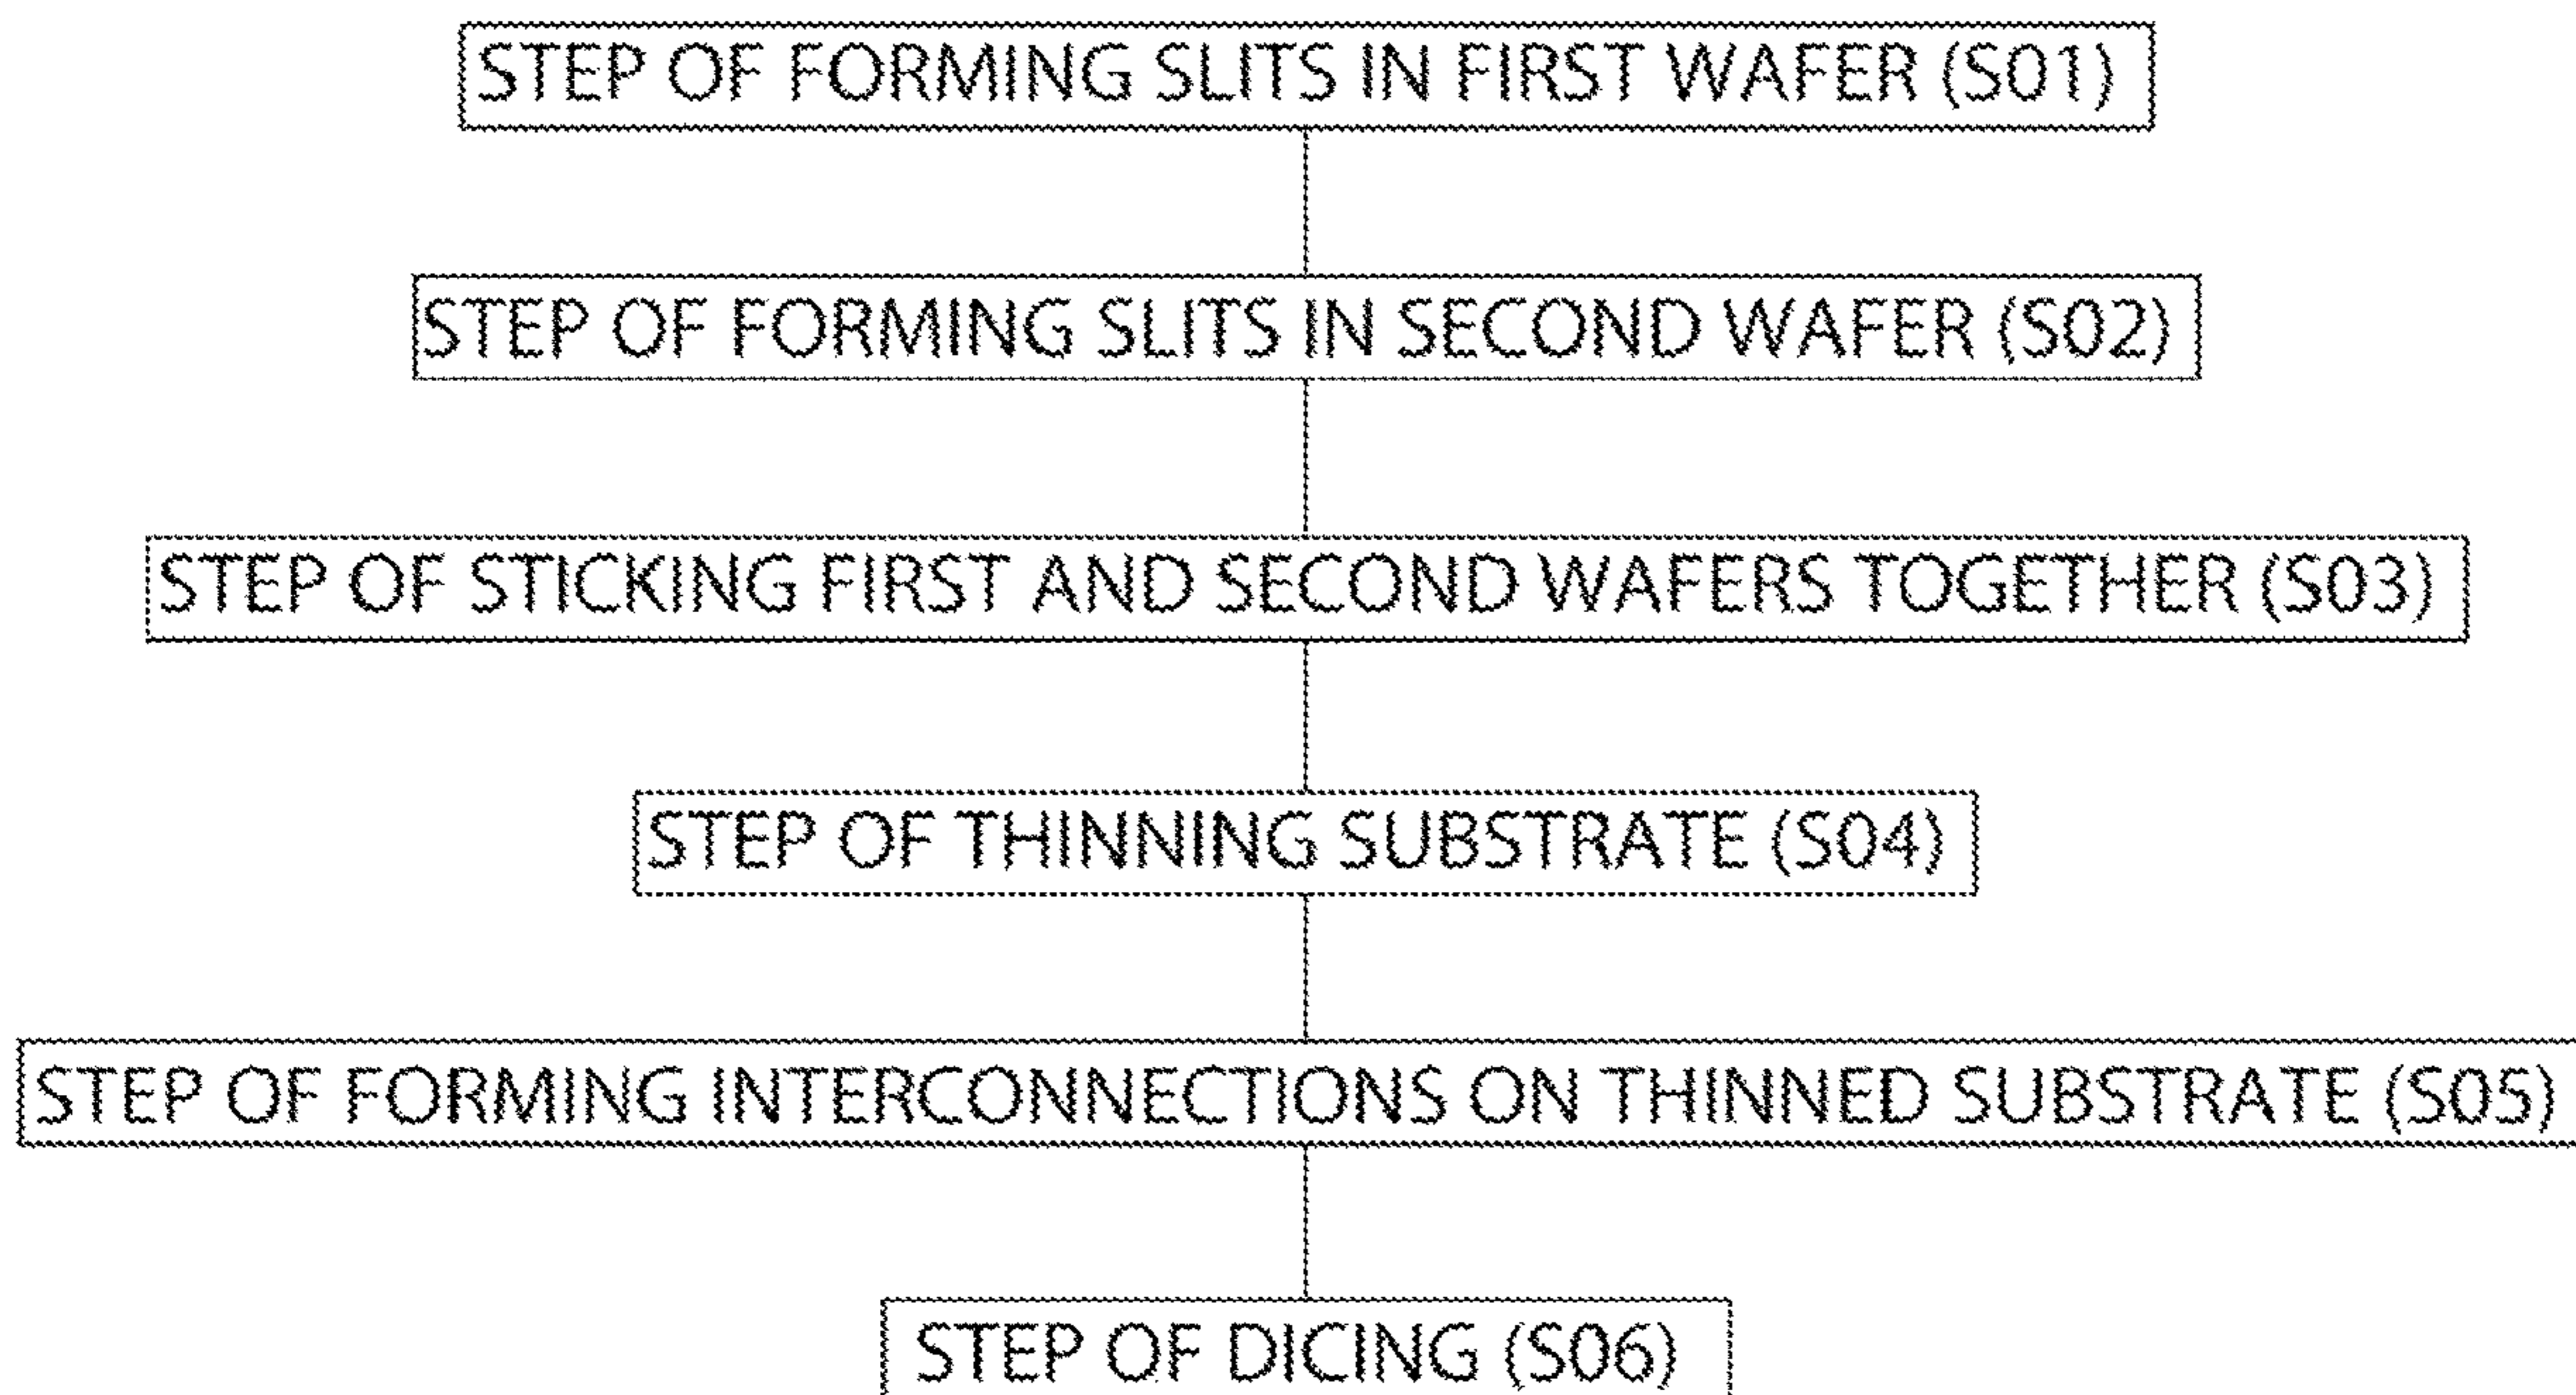 STEP OF FORMING SLITS IN FIRST WAFER (S01)
STEP OF FORMING SLITS IN SECOND WAFER (S02)
STEP OF STICKING FIRST AND SECOND WAFERS TOGETHER (S03)
STEP OF THINNING SUBSTRATE (S04)
STEP OF FORMING INTERCONNECTIONS ON THINNED SUBSTRATE (S05)
STEP OF DICING (S06)